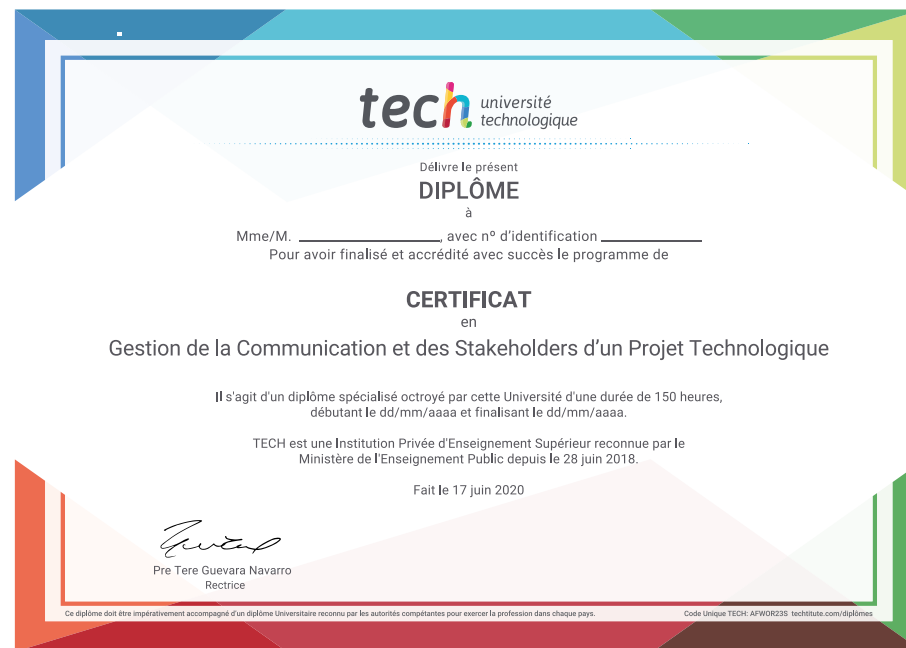 tech université
technologique
Délivre le présent
DIPLÔME
à
Mme/M. ____________________, avec nº d'identification ______________
Pour avoir finalisé et accrédité avec succès le programme de
CERTIFICAT
en
Gestion de la Communication et des Stakeholders d'un Projet Technologique
Il s'agit d'un diplôme spécialisé octroyé par cette Université d'une durée de 150 heures,
débutant le dd/mm/aaaa et finalisant le dd/mm/aaaa.
TECH est une Institution Privée d'Enseignement Supérieur reconnue par le
Ministère de l'Enseignement Public depuis le 28 juin 2018.
Fait le 17 juin 2020
Pre Tere Guevara Navarro
Rectrice
Ce diplôme doit être impérativement accompagné d'un diplôme Universitaire reconnu par les autorités compétantes pour exercer la profession dans chaque pays.
Code Unique TECH: AFWOR23S techtitute.com/diplômes